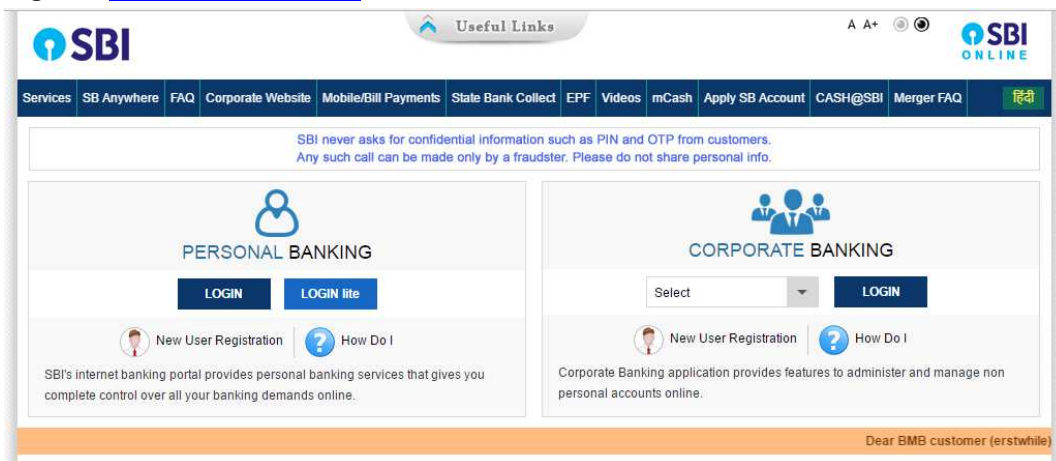 Useful Links
A A+
SBI
SBI
ONLINE
Services SB Anywhere FAQ Corporate Website Mobile/Bill Payments State Bank Collect EPF Videos mCash Apply SB Account CASH@SBI Merger FAQ हिंदी
SBI never asks for confidential information such as PIN and OTP from customers.
Any such call can be made only by a fraudster. Please do not share personal info.
PERSONAL BANKING
LOGIN LOGIN lite
New User Registration ? How Do I
SBI's internet banking portal provides personal banking services that gives you
complete control over all your banking demands online.
CORPORATE BANKING
Select LOGIN
New User Registration ? How Do I
Corporate Banking application provides features to administer and manage non
personal accounts online.
Dear BMB customer (erstwhile)